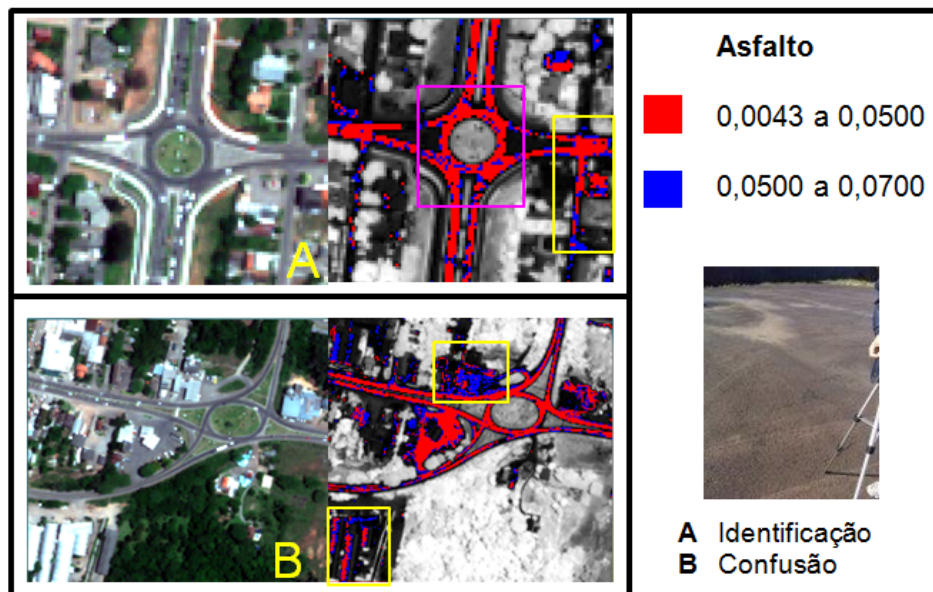 A
B
Asfalto
0,0043 a 0,0500
0,0500 a 0,0700
A Identificação
B Confusão